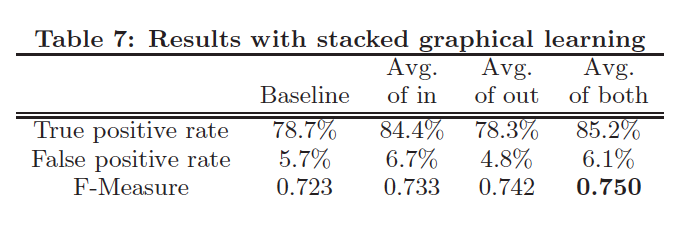 Table 7: Results with stacked graphical learning
Avg. Avg. Avg.
Baseline of in of out of both
True positive rate 78.7% 84.4% 78.3% 85.2%
False positive rate 5.7% 6.7% 4.8% 6.1%
F-Measure 0.723 0.733 0.742 0.750